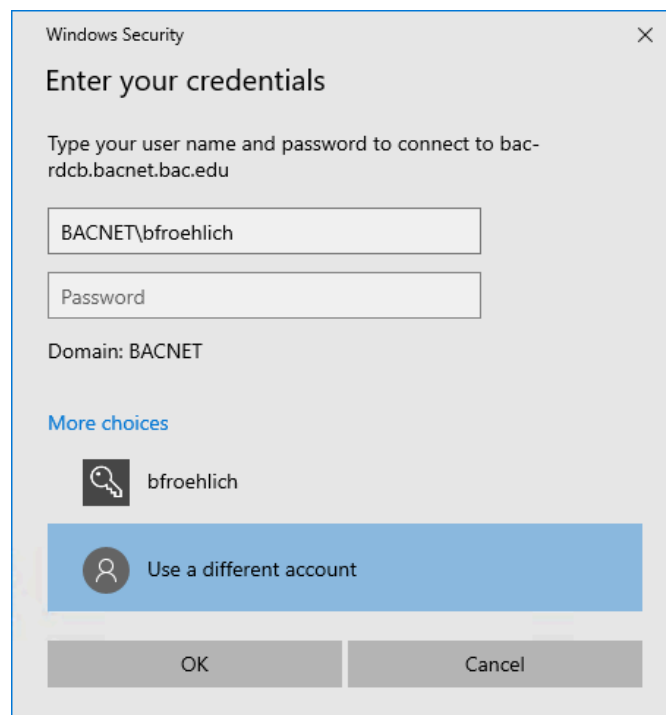 Windows Security
Enter your credentials
Type your user name and password to connect to bac-
rdcb.bacnet.bac.edu
BACNET\bfroehlich
Password
Domain: BACNET
More choices
bfroehlich
Use a different account
OK
Cancel